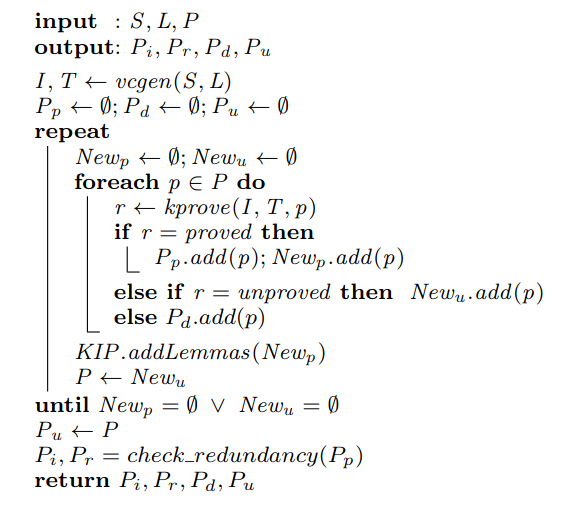 input : S, L, P
output: P_i, P_r, P_d, P_u
I, T ← vcgen(S, L)
P_p ← ∅; P_d ← ∅; P_u ← ∅
repeat
New_p ← ∅; New_u ← ∅
foreach p ∈ P do
r ← kprove(I, T, p)
if r = proved then
P_p.add(p); New_p.add(p)
else if r = unproved then New_u.add(p)
else P_d.add(p)
KIP.addLemmas(New_p)
P ← New_u
until New_p = ∅ ∨ New_u = ∅
P_u ← P
P_i, P_r = check_redundancy(P_p)
return P_i, P_r, P_d, P_u